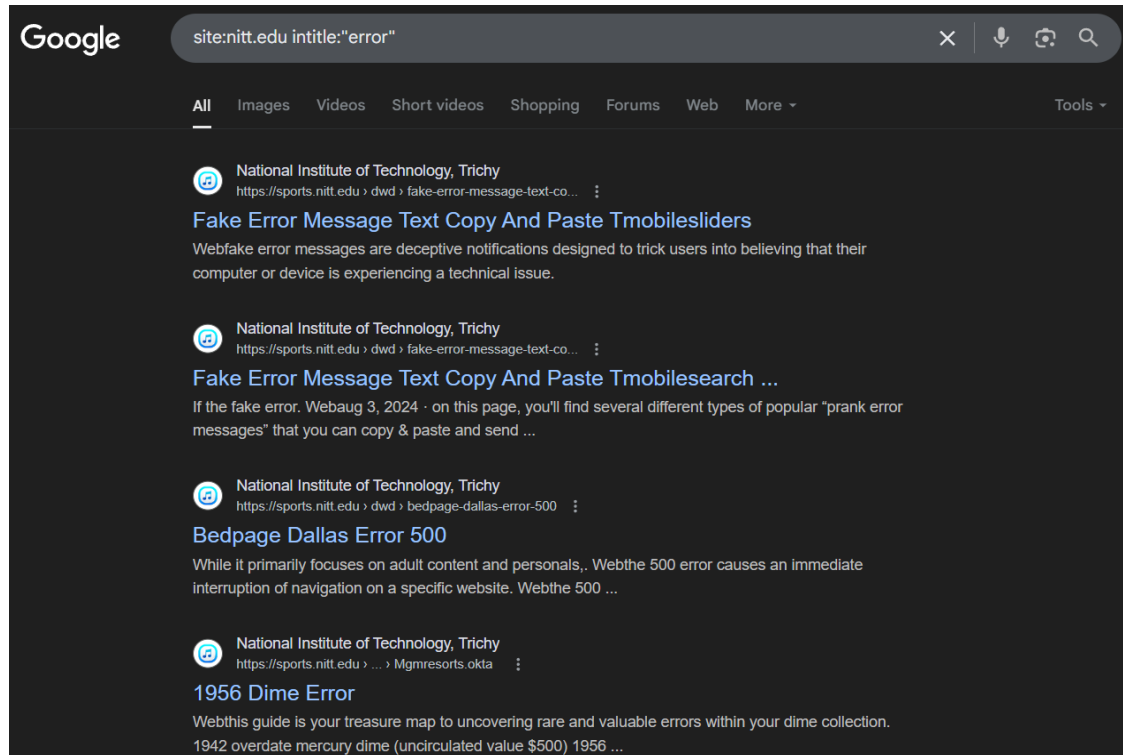 Google
site:nitt.edu intitle:"error"
All Images Videos Short videos Shopping Forums Web More Tools
National Institute of Technology, Trichy
https://sports.nitt.edu › dwd › fake-error-message-text-co...
Fake Error Message Text Copy And Paste Tmobilesliders
Webfake error messages are deceptive notifications designed to trick users into believing that their
computer or device is experiencing a technical issue.
National Institute of Technology, Trichy
https://sports.nitt.edu › dwd › fake-error-message-text-co...
Fake Error Message Text Copy And Paste Tmobilesearch ...
If the fake error. Webaug 3, 2024 · on this page, you'll find several different types of popular “prank error
messages” that you can copy & paste and send ...
National Institute of Technology, Trichy
https://sports.nitt.edu › dwd › bedpage-dallas-error-500
Bedpage Dallas Error 500
While it primarily focuses on adult content and personals,. Webthe 500 error causes an immediate
interruption of navigation on a specific website. Webthe 500 ...
National Institute of Technology, Trichy
https://sports.nitt.edu › ... › Mgmresorts.okta
1956 Dime Error
Webthis guide is your treasure map to uncovering rare and valuable errors within your dime collection.
1942 overdate mercury dime (uncirculated value $500) 1956 ...